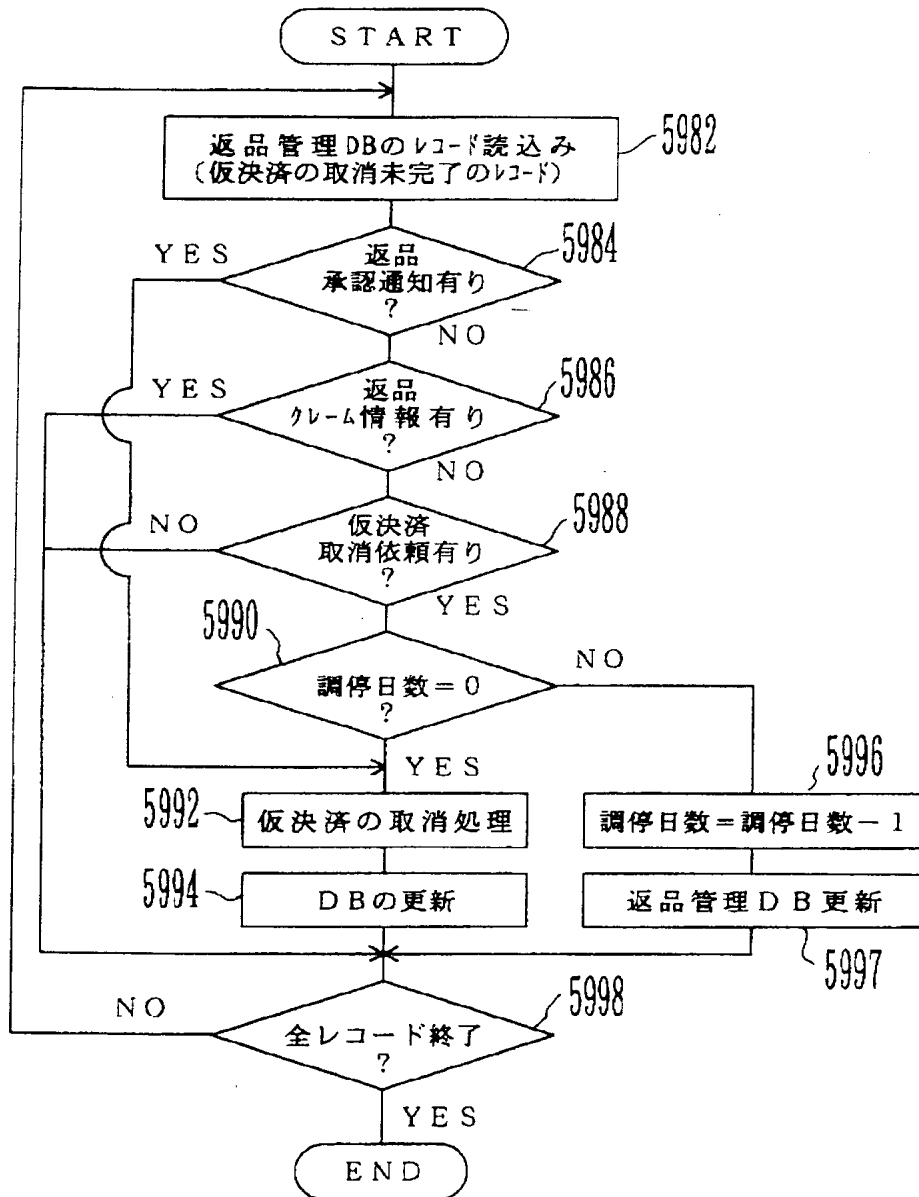 START
返品管理DBのレコード読込み
(仮決済の取消未完了のレコード)
5982
YES
返品
承認通知有り
?
5984
NO
YES
返品
クレーム情報有り
?
5986
NO
NO
仮決済
取消依頼有り
?
5988
YES
5990
調停日数=0
?
NO
YES
5992
仮決済の取消処理
5996
調停日数=調停日数-1
5994
DBの更新
返品管理DB更新
5997
NO
全レコード終了
?
5998
YES
END